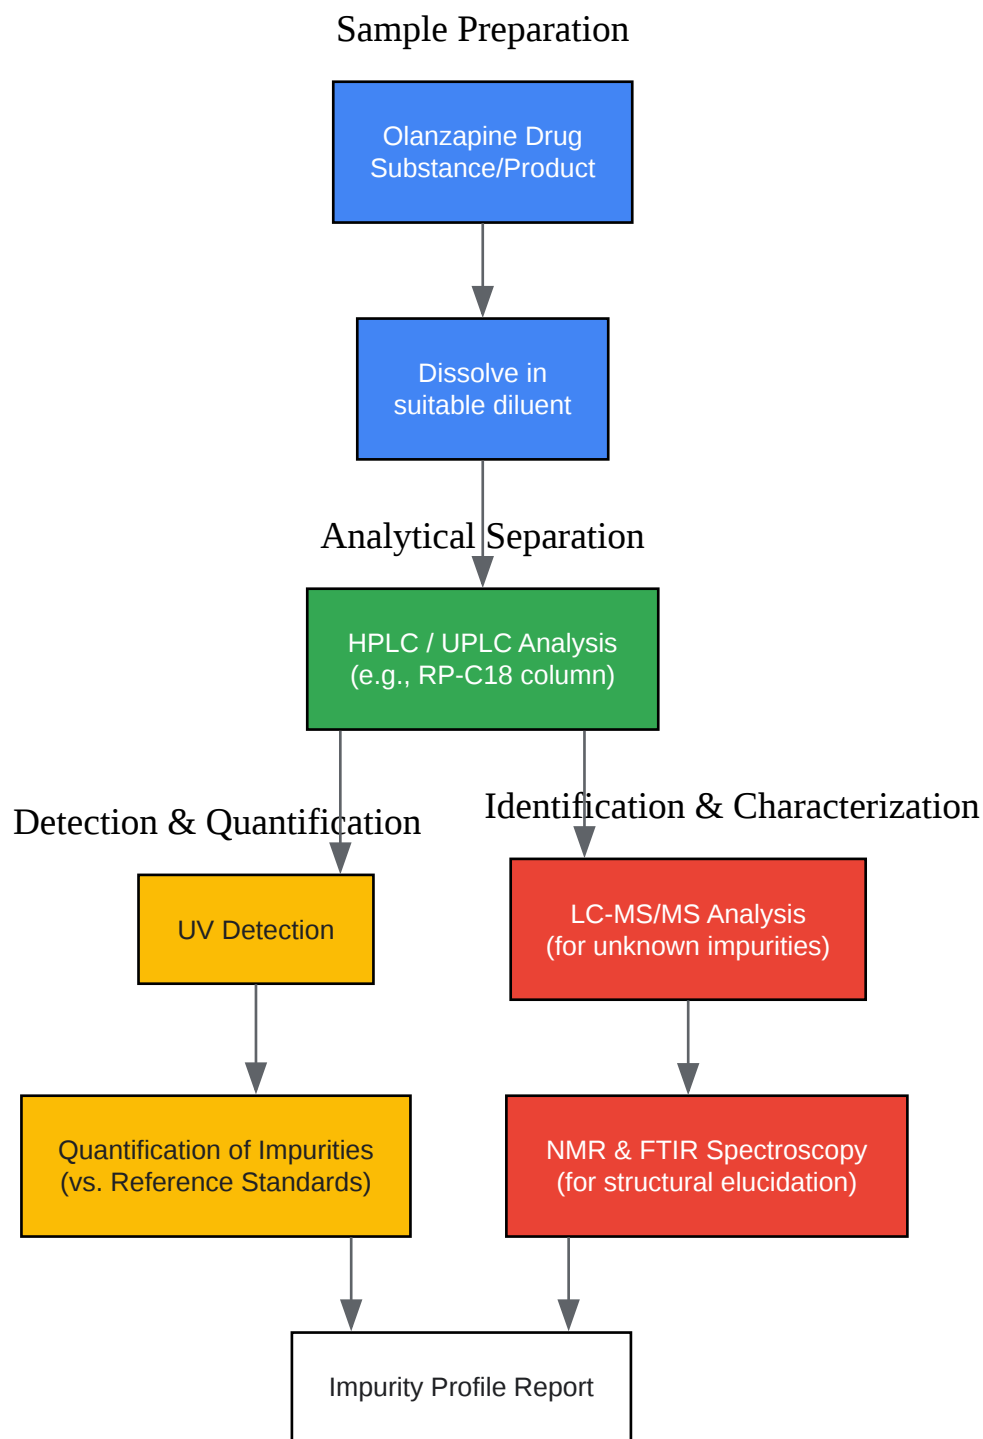 Sample Preparation
Olanzapine Drug
Substance/Product
Dissolve in
suitable diluent
Analytical Separation
HPLC / UPLC Analysis
(e.g., RP-C18 column)
Detection & Quantification
UV Detection
Quantification of Impurities
(vs. Reference Standards)
Identification & Characterization
LC-MS/MS Analysis
(for unknown impurities)
NMR & FTIR Spectroscopy
(for structural elucidation)
Impurity Profile Report